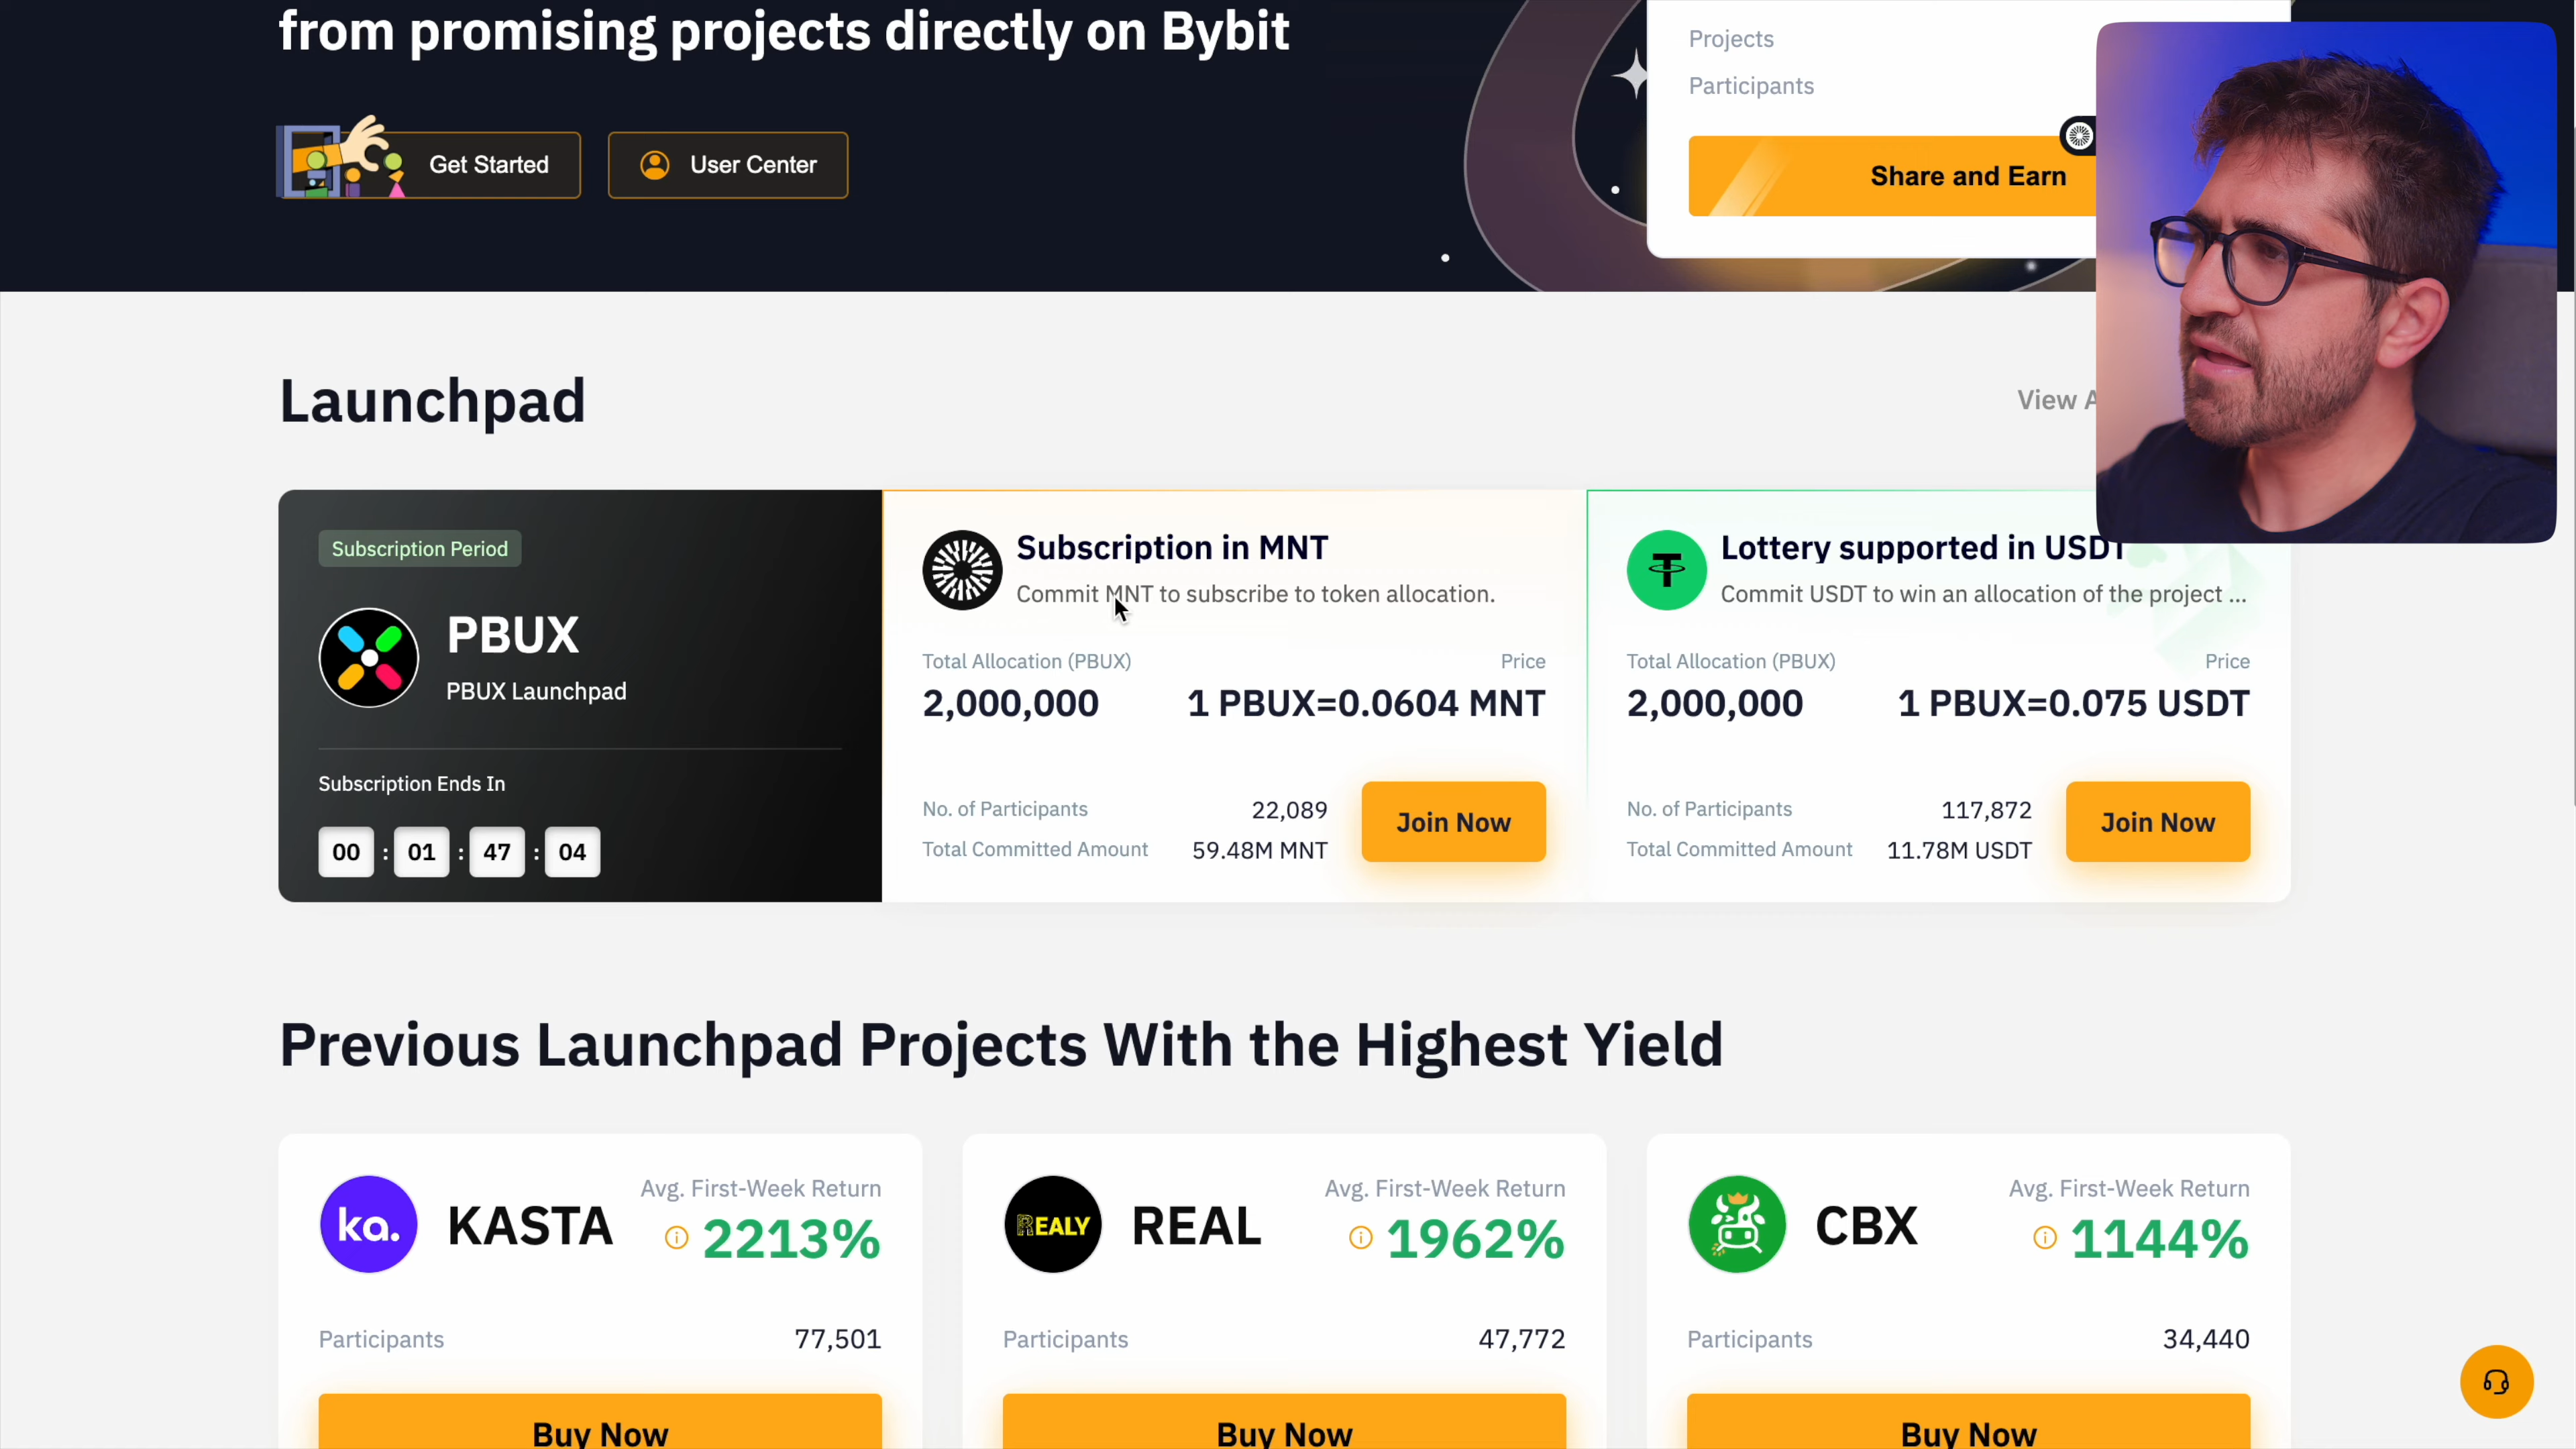 from promising projects directly on Bybit
Projects
Participants
Get Started
User Center
Share and Earn
Launchpad
View
Subscription Period
PBUX
PBUX Launchpad
Subscription Ends In
00 : 01 : 47 : 04
Subscription in MNT
Commit MNT to subscribe to token allocation.
Total Allocation (PBUX)
Price
2,000,000
1 PBUX=0.0604 MNT
No. of Participants
22,089
Total Committed Amount
59.48M MNT
Join Now
Lottery supported in USDT
Commit USDT to win an allocation of the project ...
Total Allocation (PBUX)
Price
2,000,000
1 PBUX=0.075 USDT
No. of Participants
117,872
Total Committed Amount
11.78M USDT
Join Now
Previous Launchpad Projects With the Highest Yield
ka.
KASTA
Avg. First-Week Return
2213%
Participants
77,501
Buy Now
REALY
REAL
Avg. First-Week Return
1962%
Participants
47,772
Buy Now
CBX
Avg. First-Week Return
1144%
Participants
34,440
Buy Now